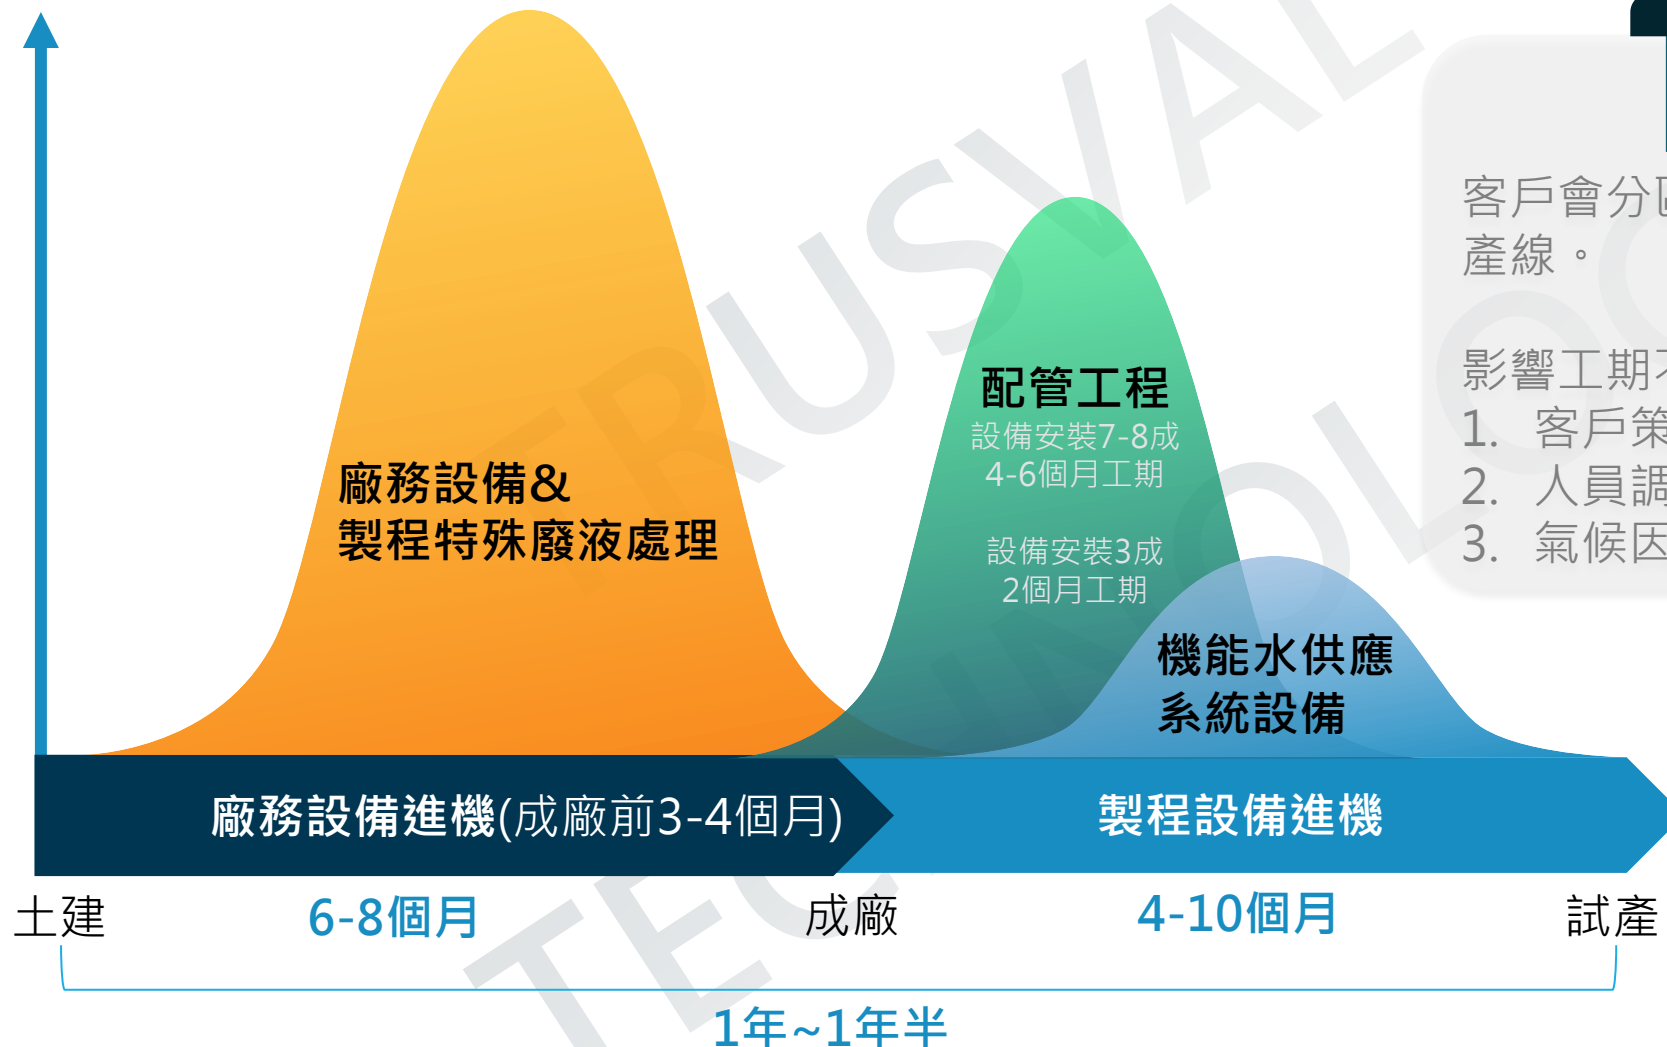 客戶會分
產線。
影響工期
1. 客戶策
2. 人員調
3. 氣候因
配管工程
設備安裝7-8成
4-6個月工期
設備安裝3成
2個月工期
廠務設備&
製程特殊廢液處理
機能水供應
系統設備
廠務設備進機(成廠前3-4個月)
製程設備進機
土建
6-8個月
成廠
4-10個月
試產
1年~1年半
TRUSVAL
TECHNOLOG